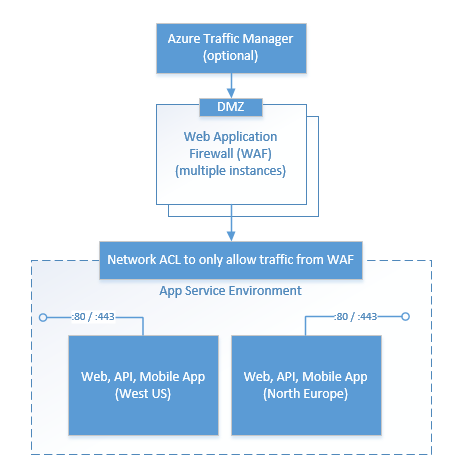 Azure Traffic Manager
(optional)
DMZ
Web Application
Firewall (WAF)
(multiple instances)
Network ACL to only allow traffic from WAF
App Service Environment
:80 / :443
:80 / :443
Web, API, Mobile App
(West US)
Web, API, Mobile App
(North Europe)